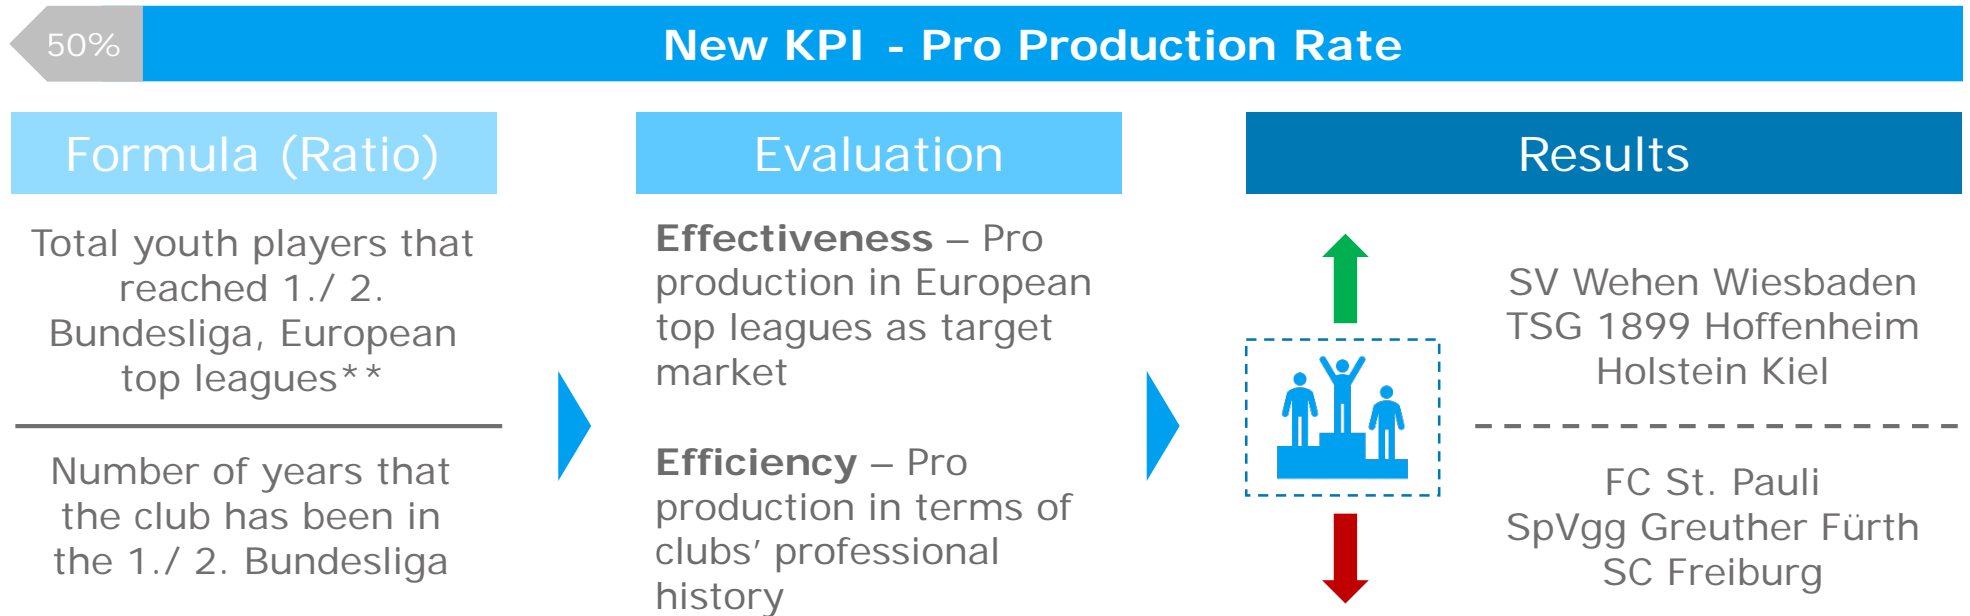 50%
New KPI - Pro Production Rate
Formula (Ratio)
Total youth players that
reached 1./ 2.
Bundesliga, European
top leagues**
Number of years that
the club has been in
the 1./ 2. Bundesliga
Evaluation
Effectiveness – Pro
production in European
top leagues as target
market
Efficiency – Pro
production in terms of
clubs’ professional
history
Results
SV Wehen Wiesbaden
TSG 1899 Hoffenheim
Holstein Kiel
FC St. Pauli
SpVgg Greuther Fürth
SC Freiburg